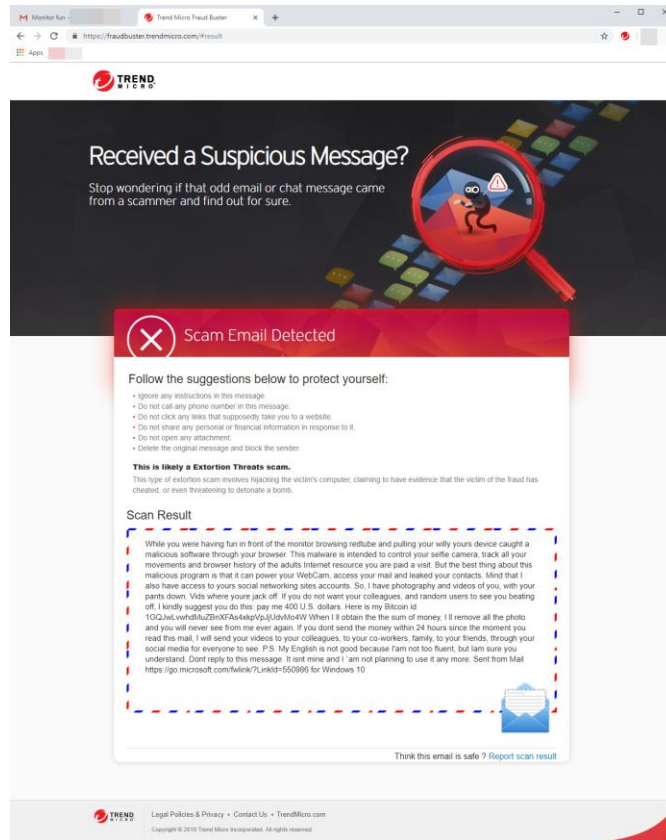 Monitor fun -
Trend Micro Fraud Buster
https://fraudbuster.trendmicro.com/#result
Apps
TREND
MICRO
Received a Suspicious Message?
Stop wondering if that odd email or chat message came
from a scammer and find out for sure.
Scam Email Detected
Follow the suggestions below to protect yourself:
• Ignore any instructions in this message.
• Do not call any phone number in this message.
• Do not click any links that supposedly take you to a website.
• Do not share any personal or financial information in response to it.
• Do not open any attachment.
• Delete the original message and block the sender.
This is likely a Extortion Threats scam.
This type of extortion scam involves hijacking the victim's computer, claiming to have evidence that the victim of the fraud has
cheated, or even threatening to detonate a bomb.
Scan Result
While you were having fun in front of the monitor browsing redtube and pulling your willy yours device caught a
malicious software through your browser. This malware is intended to control your selfie camera, track all your
movements and browser history of the adults Internet resource you are paid a visit. But the best thing about this
malicious program is that it can power your WebCam, access your mail and leaked your contacts. Mind that I
also have access to yours social networking sites accounts. So, I have photography and videos of you, with your
pants down. Vids where youre jack off. If you do not want your colleagues, and random users to see you beating
off, I kindly suggest you do this: pay me 400 U.S. dollars. Here is my Bitcoin id
1GQJwLvwhdMuZBnXFAs4xkpVpJjUdvMo4W When I ll obtain the the sum of money, I ll remove all the photo
and you will never see from me ever again. If you dont send the money within 24 hours since the moment you
read this mail, I will send your videos to your colleagues, to your co-workers, family, to your friends, through your
social media for everyone to see. P.S. My English is not good because I'am not too fluent, but Iam sure you
understand. Dont reply to this message. It isnt mine and I `am not planning to use it any more. Sent from Mail
https://go.microsoft.com/fwlink/?LinkId=550986 for Windows 10
Think this email is safe ? Report scan result
TREND
MICRO
Legal Policies & Privacy • Contact Us • TrendMicro.com
Copyright © 2019 Trend Micro Incorporated. All rights reserved